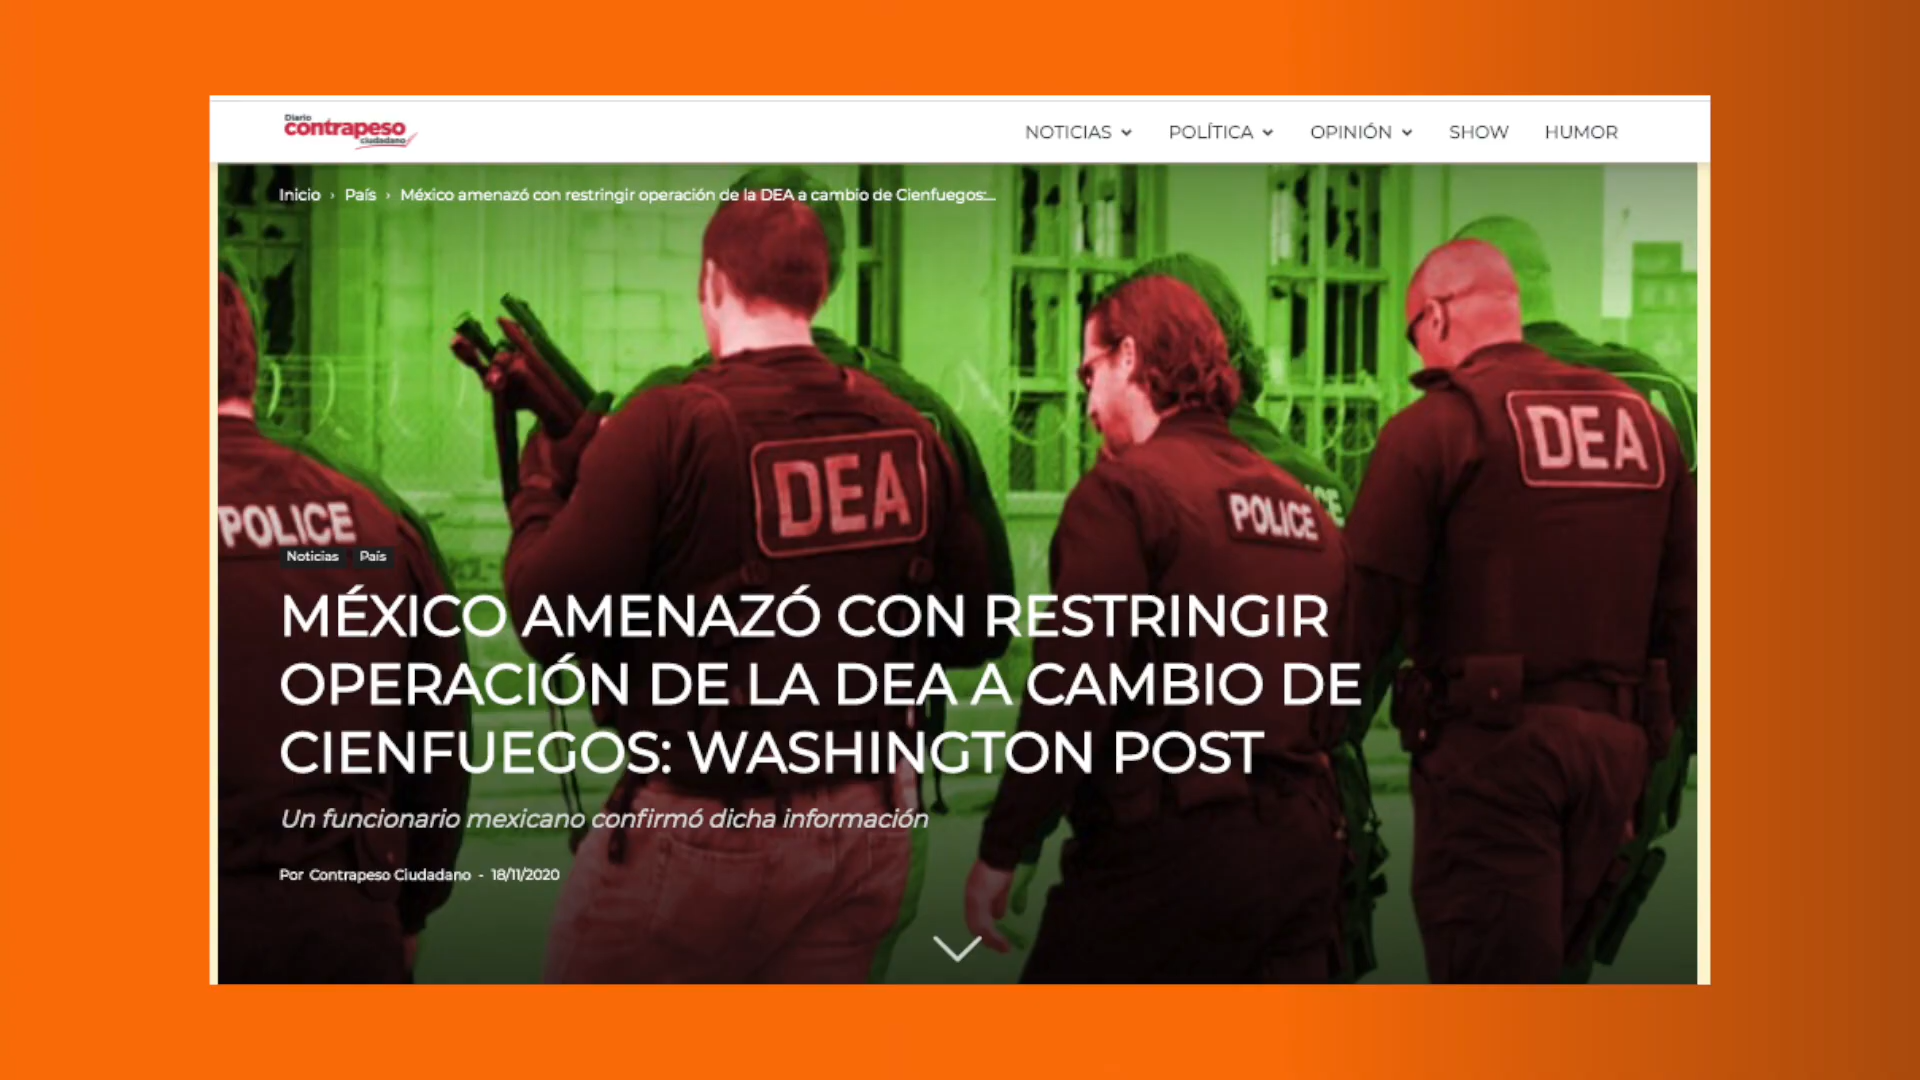 Diario
contrapeso
ciudadano
NOTICIAS
POLÍTICA
OPINIÓN
SHOW
HUMOR
Inicio › País › México amenazó con restringir operación de la DEA a cambio de Cienfuegos:...
DEA
DEA
POLICE
POLICE
CE
Noticias País
MÉXICO AMENAZÓ CON RESTRINGIR
OPERACIÓN DE LA DEA A CAMBIO DE
CIENFUEGOS: WASHINGTON POST
Un funcionario mexicano confirmó dicha información
Por Contrapeso Ciudadano - 18/11/2020